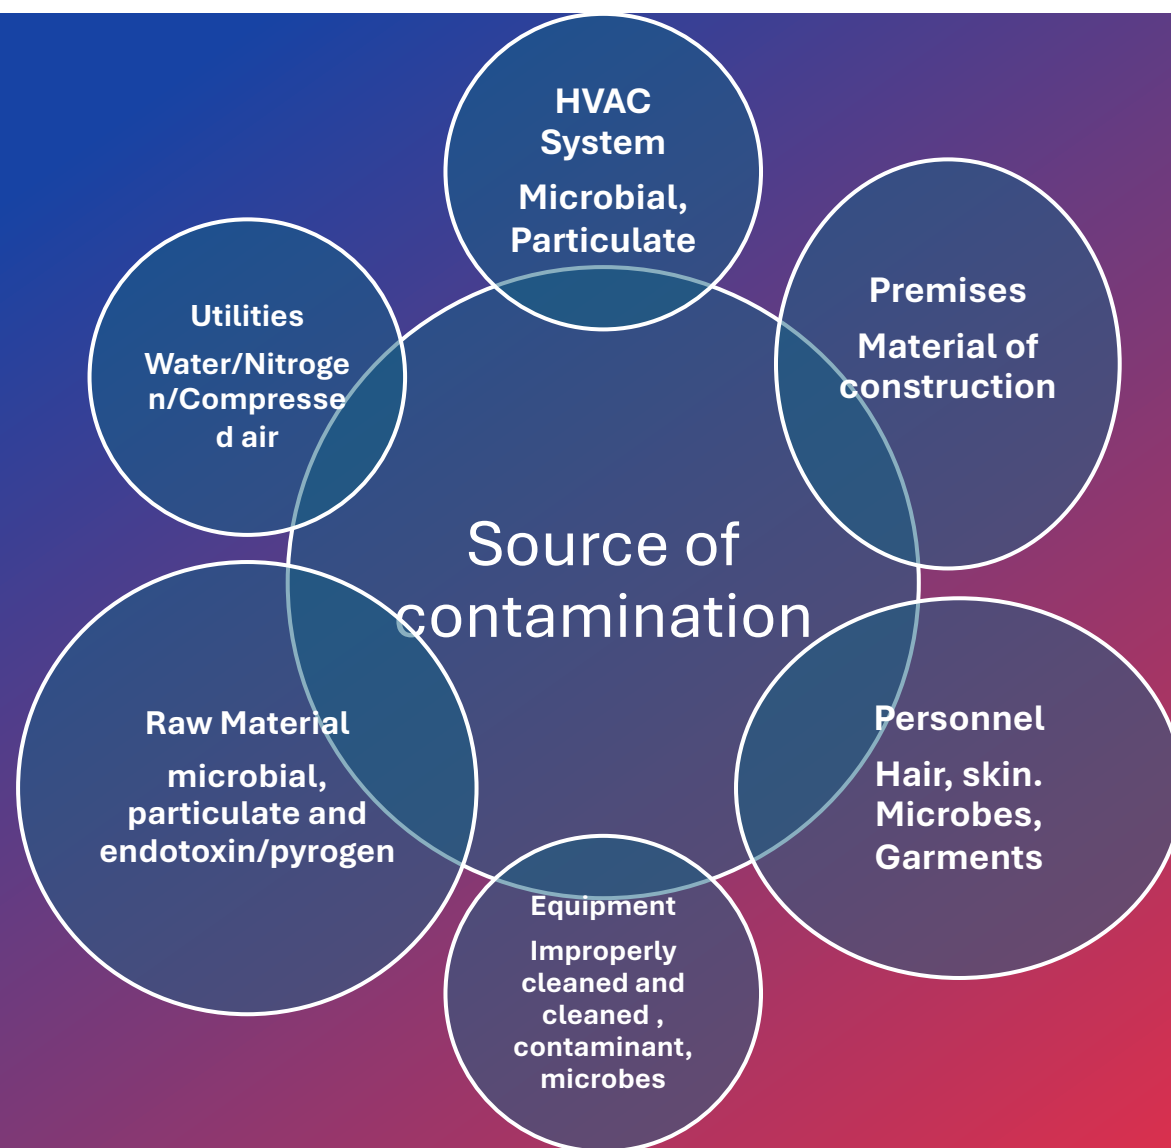 HVAC
System
Microbial,
Particulate
Premises
Material of
construction
Utilities
Water/Nitroge
n/Compresse
d air
Source of
contamination
Personnel
Hair, skin.
Microbes,
Garments
Raw Material
microbial,
particulate and
endotoxin/pyrogen
Equipment
Improperly
cleaned and
cleaned ,
contaminant,
microbes